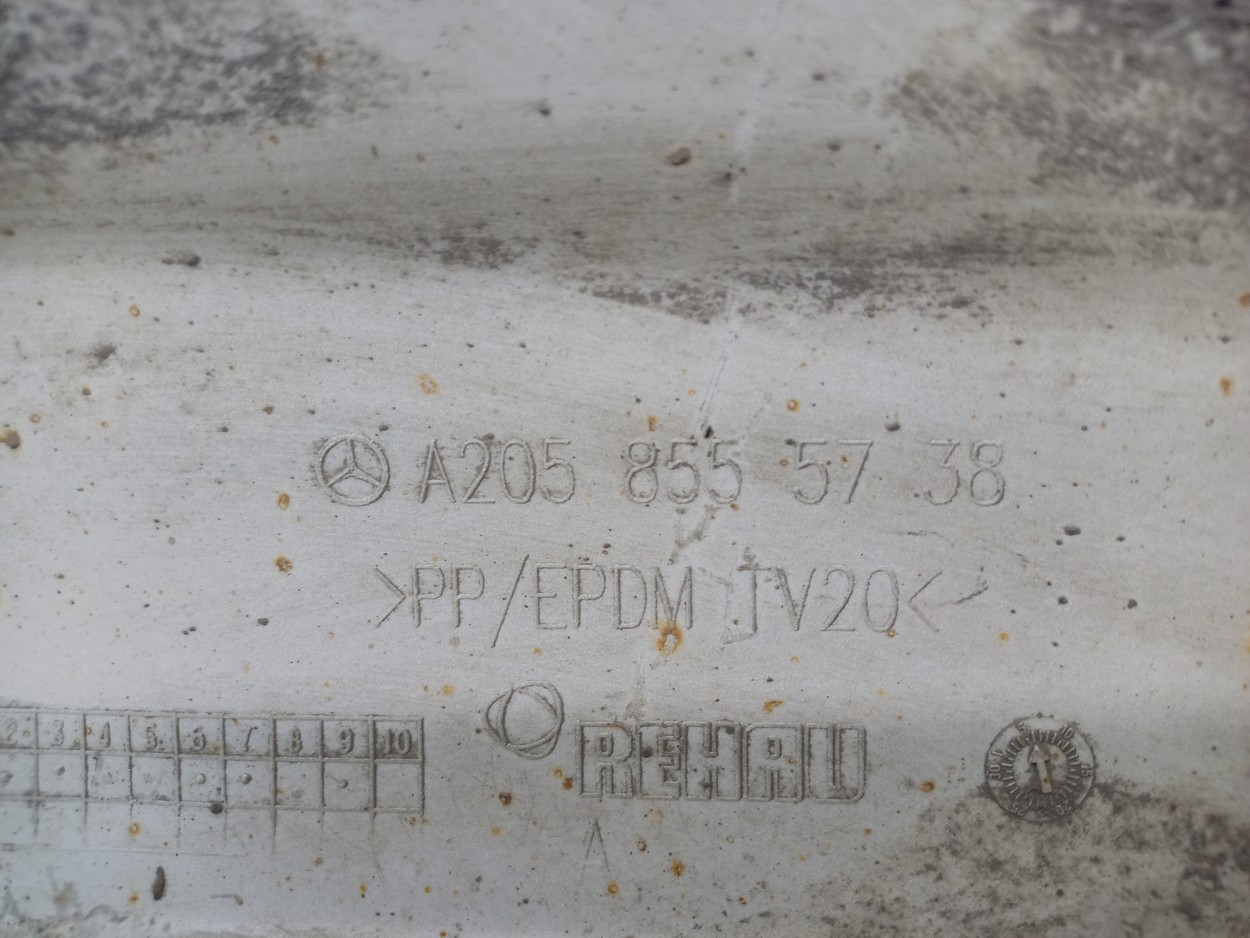 A205 855 57 38
>PP/EPDM TV20<
2 3 4 5 6 7 8 9 10
REHAU
A